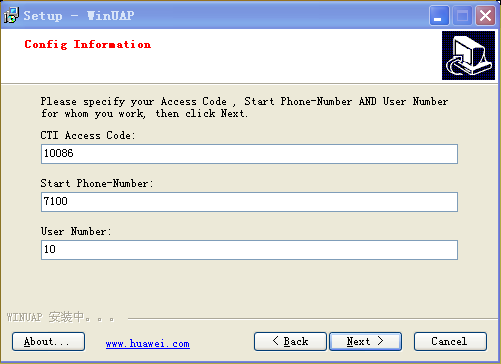 Setup - WinUAP
Config Information
Please specify your Access Code , Start Phone-Number AND User Number
for whom you work, then click Next.
CTI Access Code:
10086
Start Phone-Number:
7100
User Number:
10
WINUAP 安装中。。。
About... www.huawei.com < Back Next > Cancel